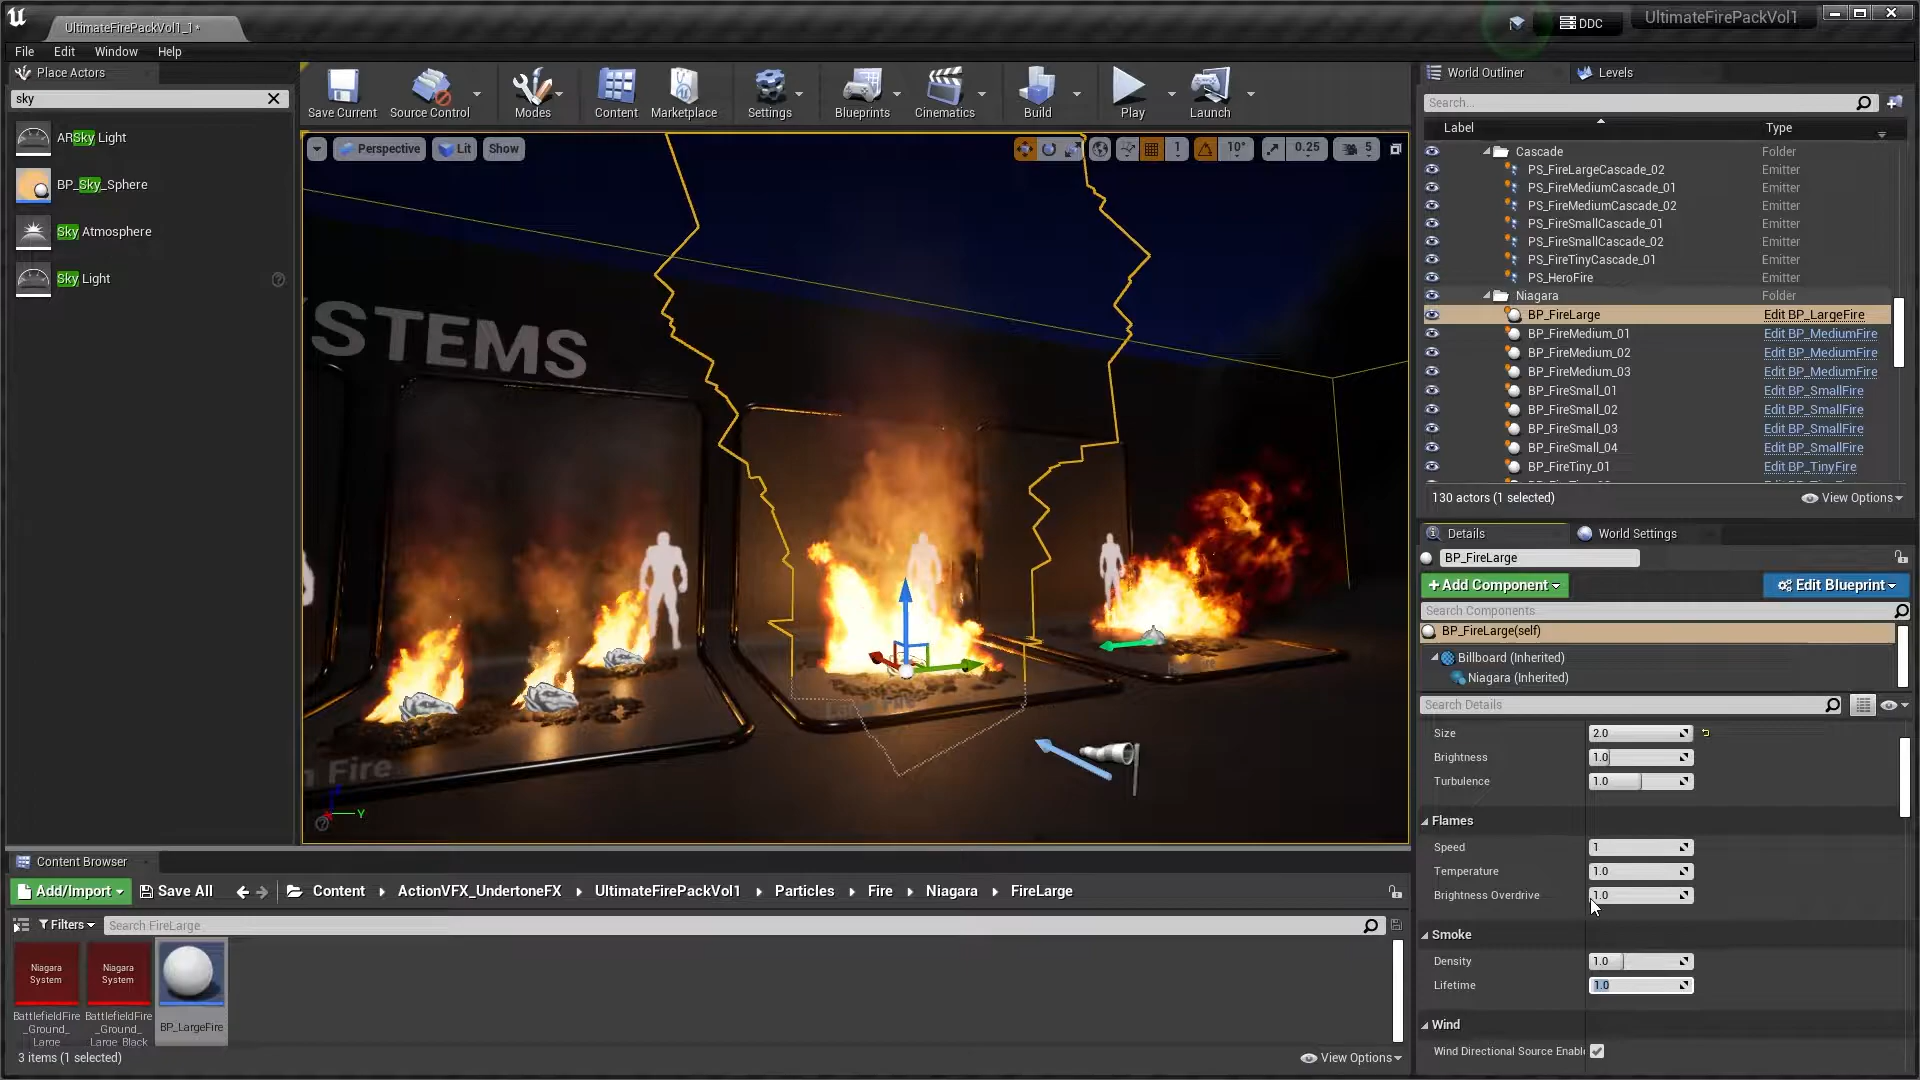 UltimateFirePackVol1_1*
DDC
UltimateFirePackVol1
File Edit Window Help
Place Actors
sky
ARSky Light
BP_Sky_Sphere
Sky Atmosphere
Sky Light
Save Current
Source Control
Modes
Content
Marketplace
Settings
Blueprints
Cinematics
Build
Play
Launch
Perspective
Lit
Show
1
10°
0.25
5
STEMS
Fire
Y
World Outliner
Levels
Search...
Label Type
Cascade Folder
PS_FireLargeCascade_02 Emitter
PS_FireMediumCascade_01 Emitter
PS_FireMediumCascade_02 Emitter
PS_FireSmallCascade_01 Emitter
PS_FireSmallCascade_02 Emitter
PS_FireTinyCascade_01 Emitter
PS_HeroFire Emitter
Niagara Folder
BP_FireLarge Edit BP_LargeFire
BP_FireMedium_01 Edit BP_MediumFire
BP_FireMedium_02 Edit BP_MediumFire
BP_FireMedium_03 Edit BP_MediumFire
BP_FireSmall_01 Edit BP_SmallFire
BP_FireSmall_02 Edit BP_SmallFire
BP_FireSmall_03 Edit BP_SmallFire
BP_FireSmall_04 Edit BP_SmallFire
BP_FireTiny_01 Edit BP_TinyFire
130 actors (1 selected)
View Options
Details
World Settings
BP_FireLarge
+Add Component
Edit Blueprint
Search Components
BP_FireLarge(self)
Billboard (Inherited)
Niagara (Inherited)
Search Details
Size 2.0
Brightness 1.0
Turbulence 1.0
Flames
Speed 1
Temperature 1.0
Brightness Overdrive 1.0
Smoke
Density 1.0
Lifetime 1.0
Wind
Wind Directional Source Enabl
Content Browser
Add/Import
Save All
Content
ActionVFX_UndertoneFX
UltimateFirePackVol1
Particles
Fire
Niagara
FireLarge
Filters
Search FireLarge
Niagara
System
Niagara
System
BattlefieldFire
_Ground_
Large
BattlefieldFire
_Ground_
Large_Black
BP_LargeFire
3 items (1 selected)
View Options